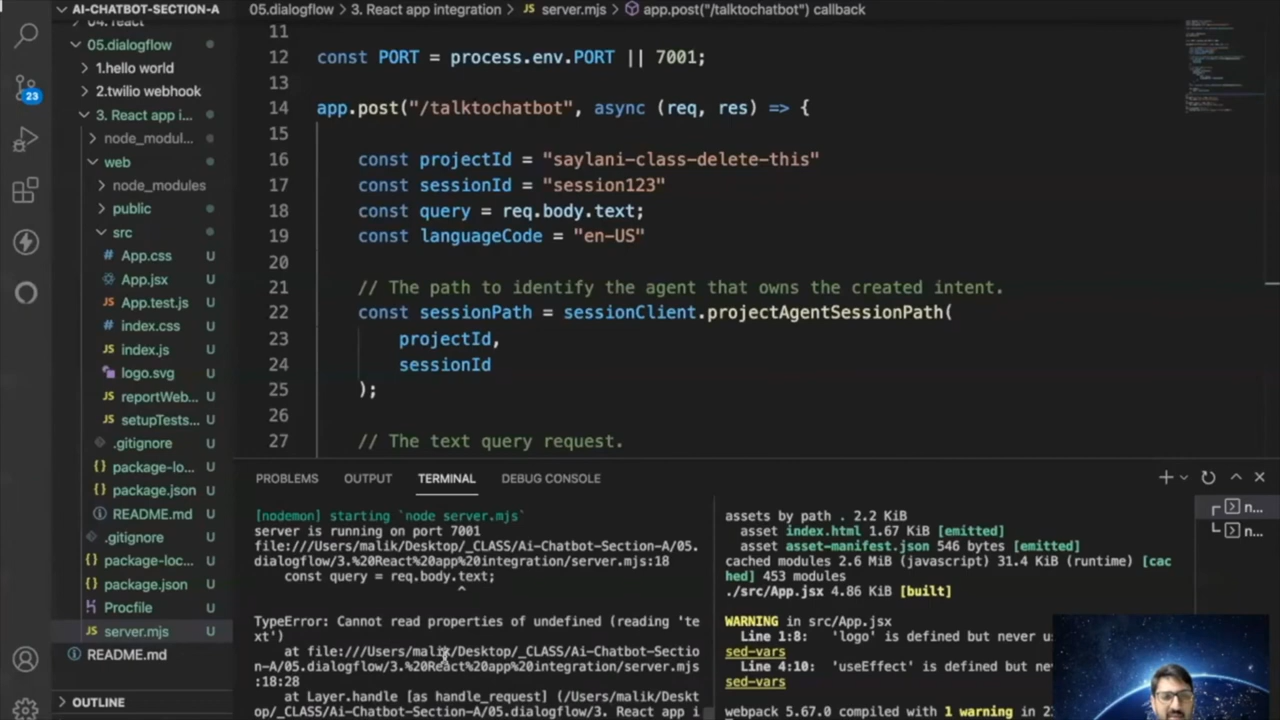 AI-CHATBOT-SECTION-A
05.dialogflow > 3. React app integration > JS server.mjs > app.post("/talktochatbot") callback
04. react
05.dialogflow
1.hello world
2.twilio webhook
3. React app i...
node_modul...
web
node_modules
public
src
# App.css U
App.jsx U
JS App.test.js U
# index.css U
JS index.js U
logo.svg U
JS reportWeb... U
JS setupTests... U
.gitignore U
{} package-lo... U
{} package.json U
README.md U
.gitignore U
{} package-loc... U
{} package.json U
Procfile U
JS server.mjs U
README.md
OUTLINE
23
11
12 const PORT = process.env.PORT || 7001;
13
14 app.post("/talktochatbot", async (req, res) => {
15
16 const projectId = "saylani-class-delete-this"
17 const sessionId = "session123"
18 const query = req.body.text;
19 const languageCode = "en-US"
20
21 // The path to identify the agent that owns the created intent.
22 const sessionPath = sessionClient.projectAgentSessionPath(
23 projectId,
24 sessionId
25 );
26
27 // The text query request.
PROBLEMS OUTPUT TERMINAL DEBUG CONSOLE
[nodemon] starting `node server.mjs`
server is running on port 7001
file:///Users/malik/Desktop/_CLASS/Ai-Chatbot-Section-A/05.
dialogflow/3.%20React%20app%20integration/server.mjs:18
const query = req.body.text;
^
TypeError: Cannot read properties of undefined (reading 'te
xt')
at file:///Users/malik/Desktop/_CLASS/Ai-Chatbot-Sectio
n-A/05.dialogflow/3.%20React%20app%20integration/server.mjs
:18:28
at Layer.handle [as handle_request] (/Users/malik/Deskt
op/_CLASS/Ai-Chatbot-Section-A/05.dialogflow/3. React app i
assets by path . 2.2 KiB
asset index.html 1.67 KiB [emitted]
asset asset-manifest.json 546 bytes [emitted]
cached modules 2.6 MiB (javascript) 31.4 KiB (runtime) [cac
hed] 453 modules
./src/App.jsx 4.86 KiB [built]
WARNING in src/App.jsx
Line 1:8: 'logo' is defined but never u
sed-vars
Line 4:10: 'useEffect' is defined but nev
sed-vars
webpack 5.67.0 compiled with 1 warning in 2
n...
n...